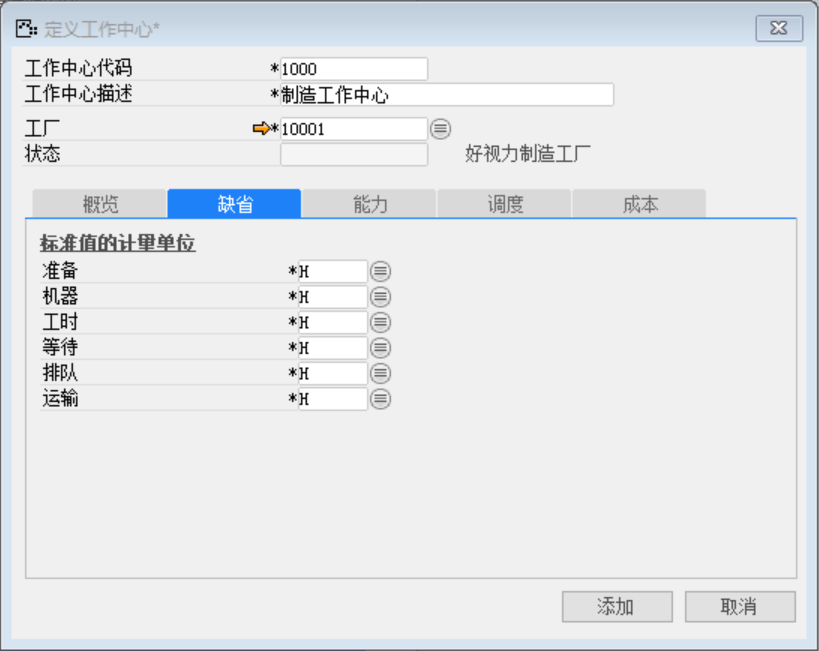 定义工作中心*
工作中心代码 *1000
工作中心描述 *制造工作中心
工厂 *10001
状态 好视力制造工厂
概览 缺省 能力 调度 成本
标准值的计量单位
准备 *H
机器 *H
工时 *H
等待 *H
排队 *H
运输 *H
添加 取消